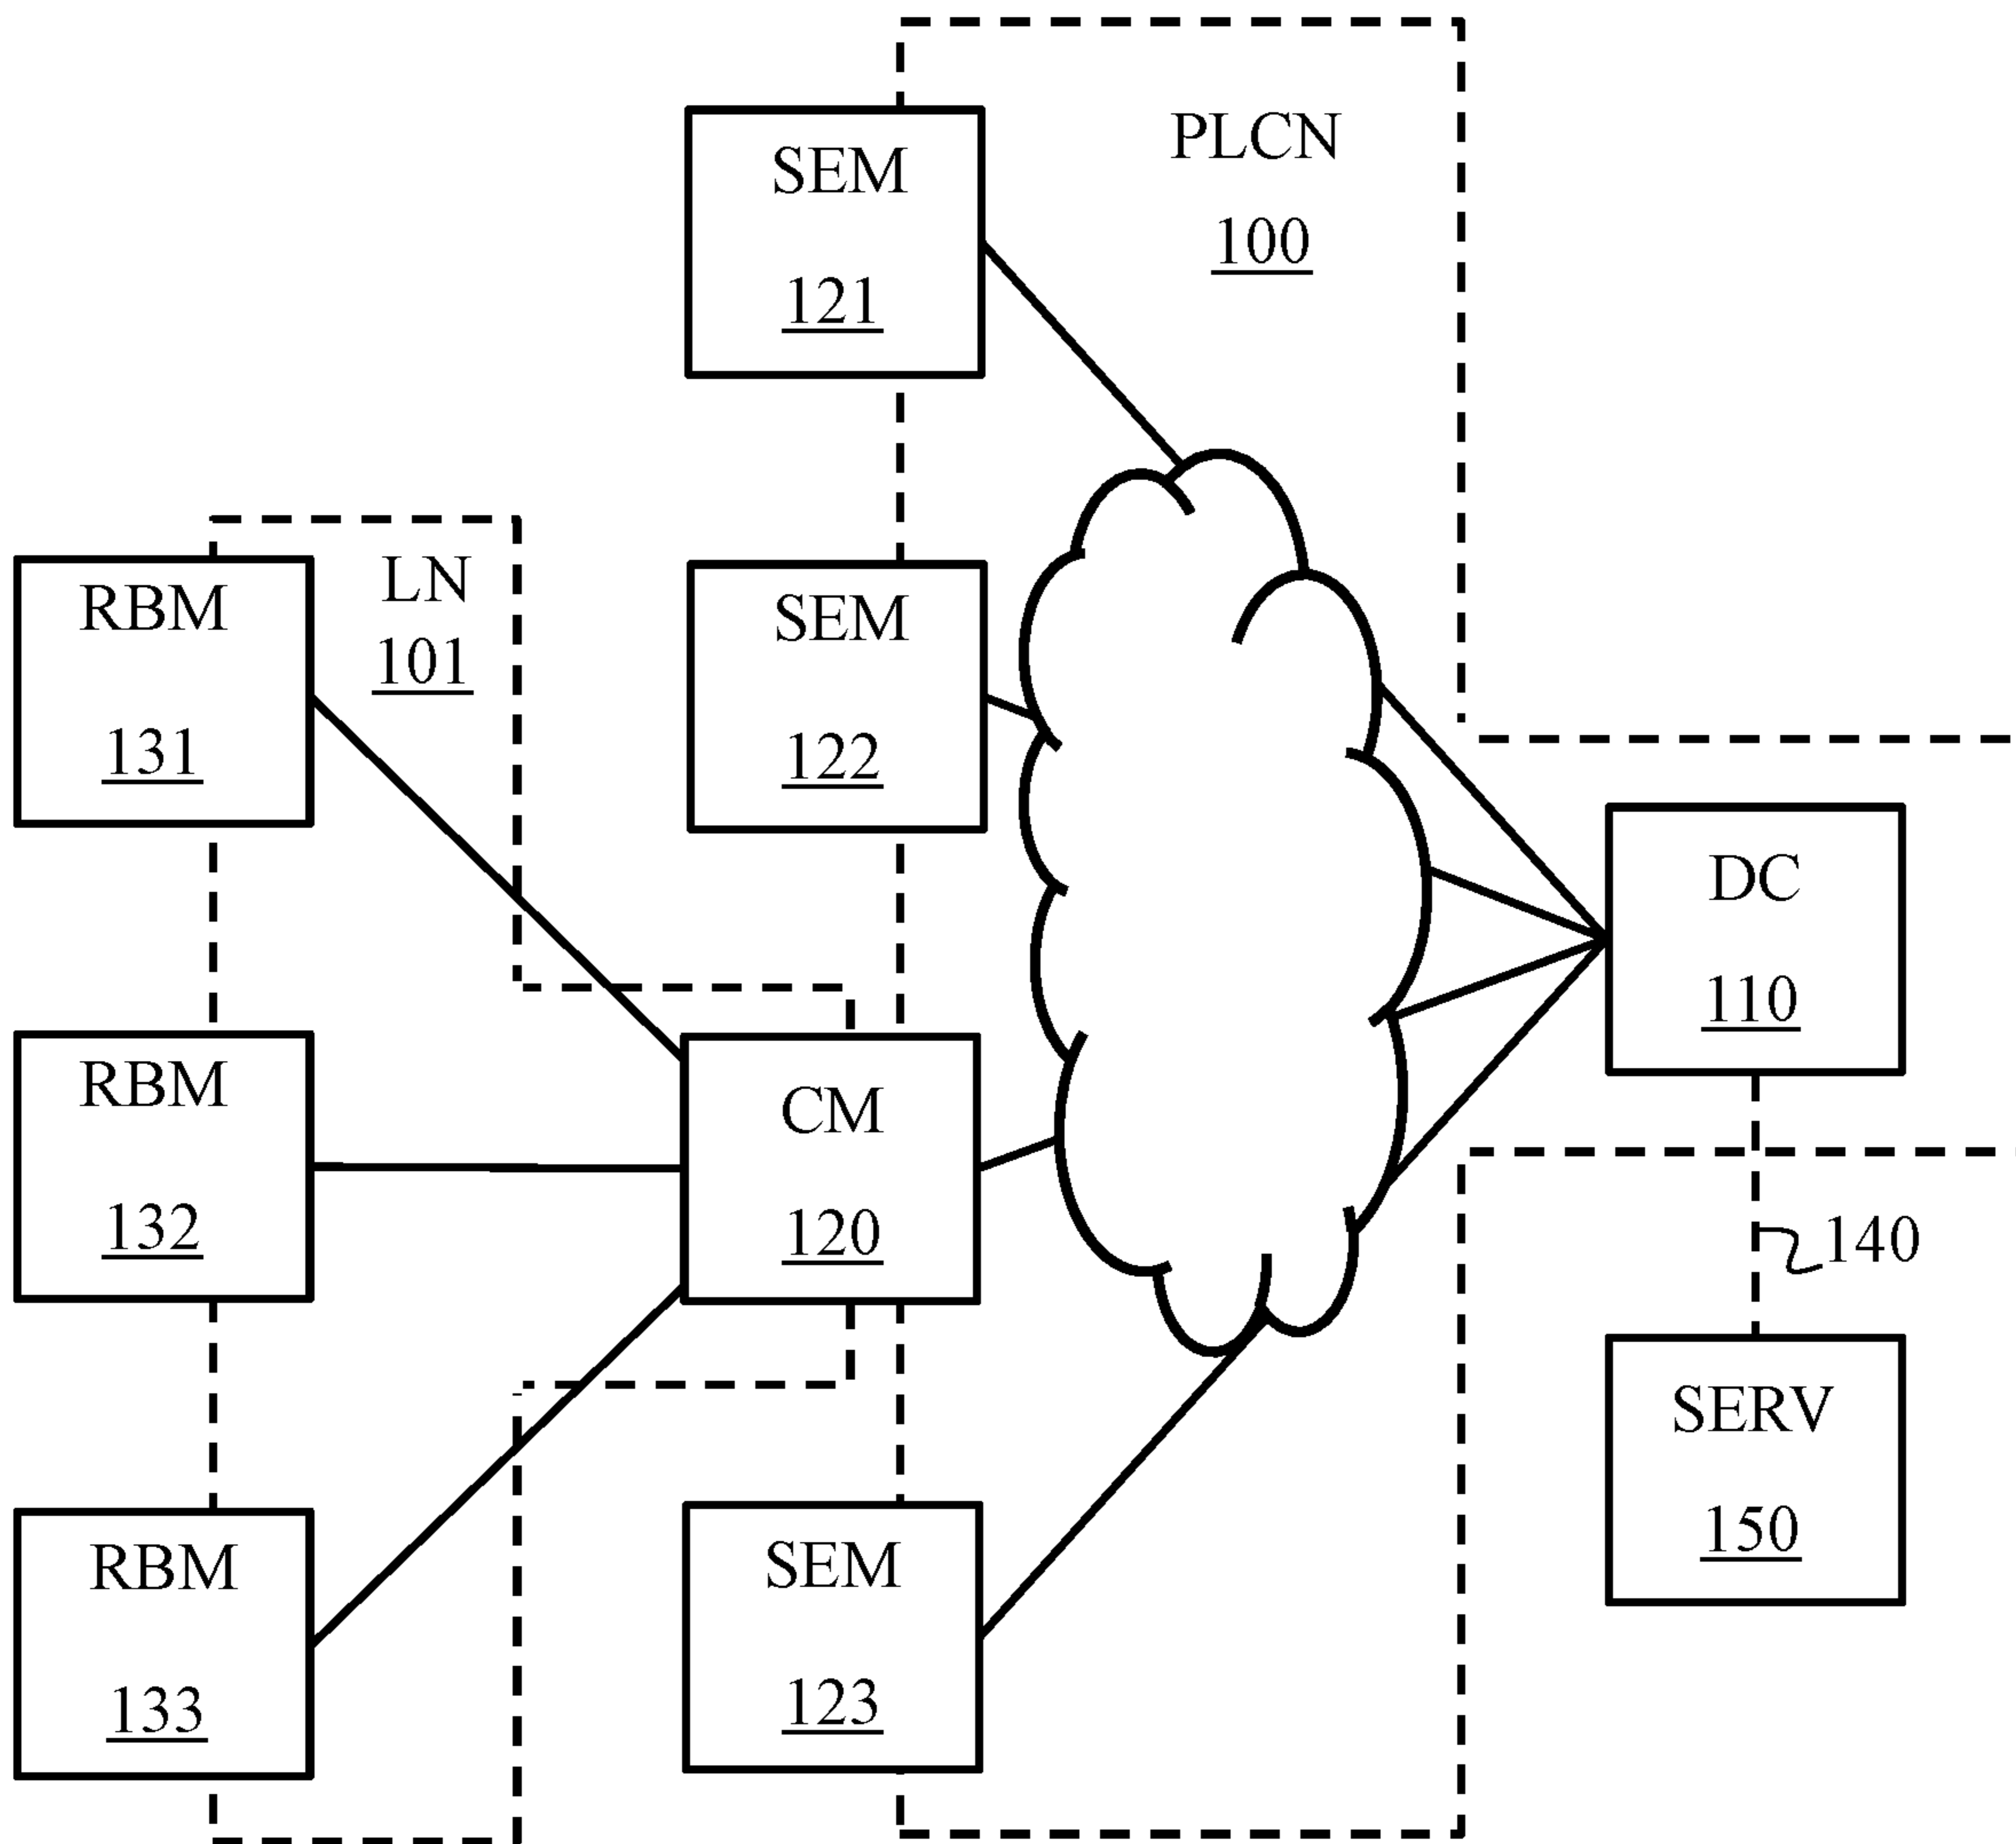 PLCN
100
SEM
121
LN
101
RBM
131
SEM
122
DC
110
RBM
132
CM
120
140
SERV
150
RBM
133
SEM
123